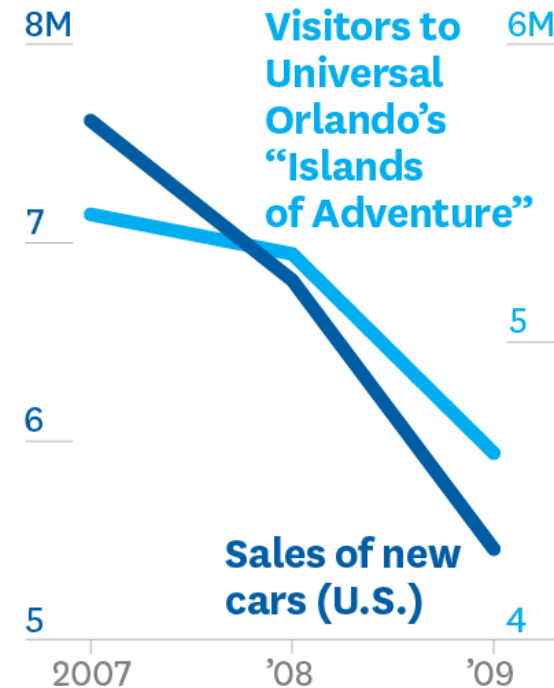 8M
Visitors to
Universal
Orlando’s
“Islands
of Adventure”
6M
7
5
6
Sales of new
cars (U.S.)
5
4
2007
’08
’09